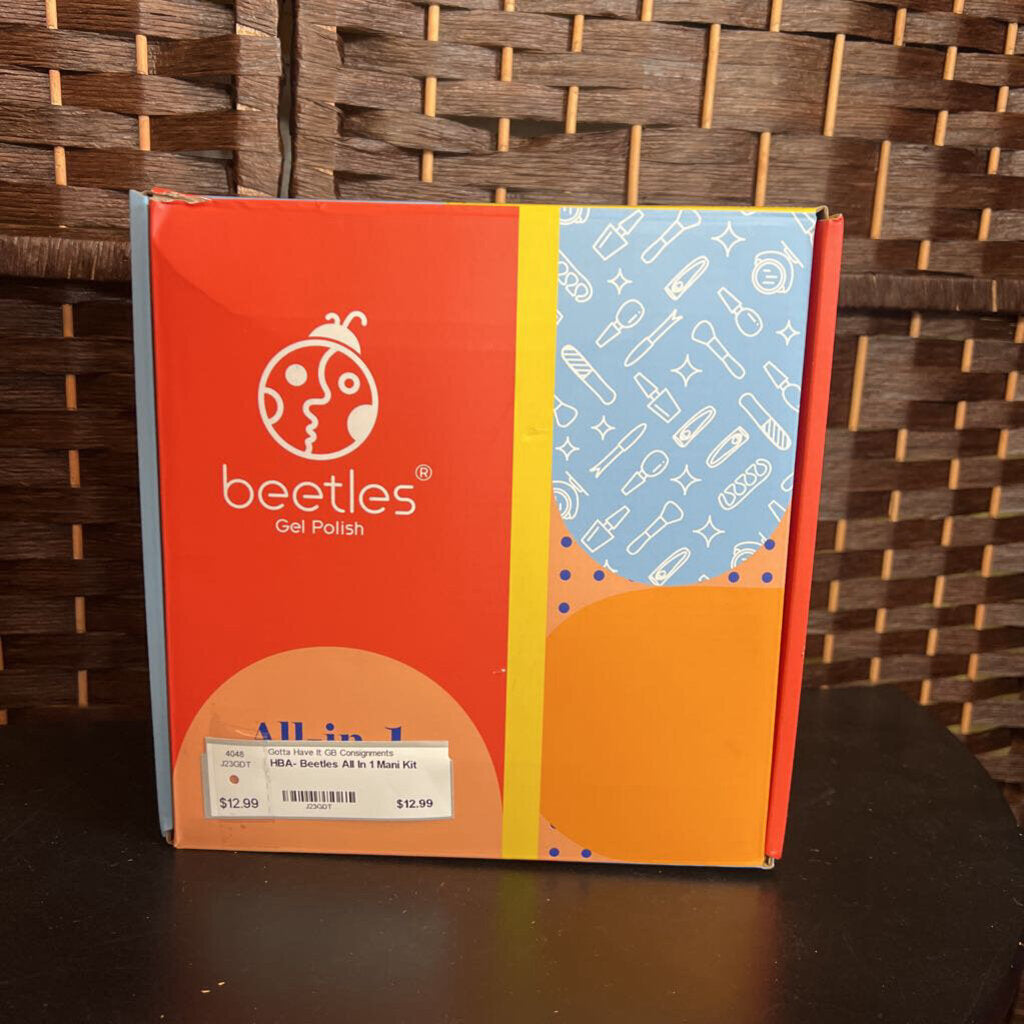 beetles®
Gel Polish
All-in-1
4048
J23GDT
$12.99
Gotta Have It GB Consignments
HBA- Beetles All In 1 Mani Kit
J23GDT
$12.99